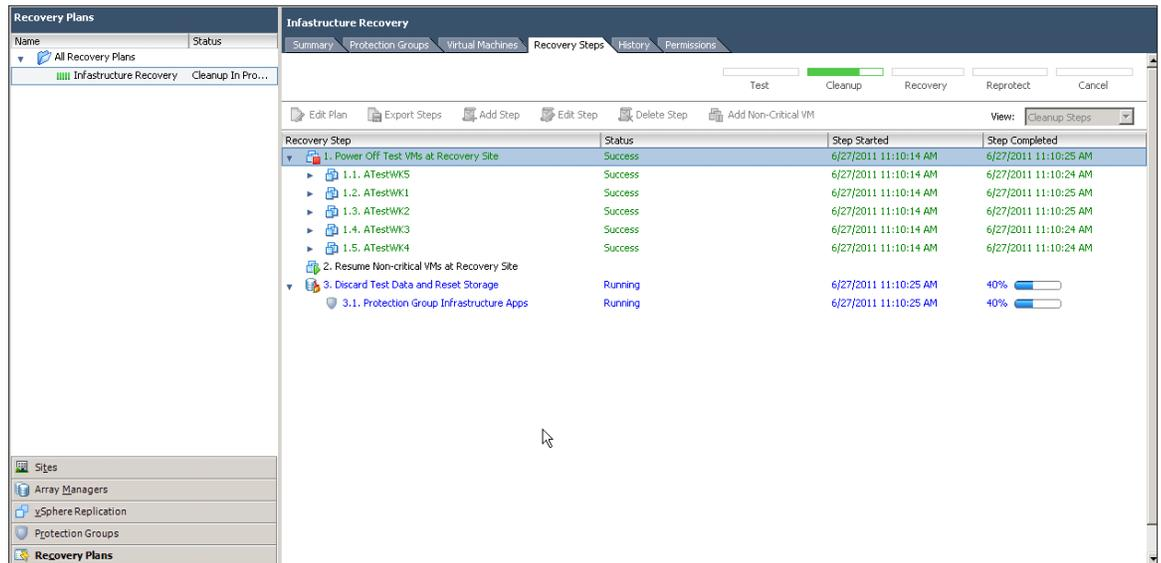 Recovery Plans
Name Status
All Recovery Plans
Infastructure Recovery Cleanup In Pro...
Sites
Array Managers
vSphere Replication
Protection Groups
Recovery Plans
Infastructure Recovery
Summary Protection Groups Virtual Machines Recovery Steps History Permissions
Test Cleanup Recovery Reprotect Cancel
Edit Plan Export Steps Add Step Edit Step Delete Step Add Non-Critical VM View: Cleanup Steps
Recovery Step Status Step Started Step Completed
1. Power Off Test VMs at Recovery Site Success 6/27/2011 11:10:14 AM 6/27/2011 11:10:25 AM
1.1. ATestWK5 Success 6/27/2011 11:10:14 AM 6/27/2011 11:10:24 AM
1.2. ATestWK1 Success 6/27/2011 11:10:14 AM 6/27/2011 11:10:25 AM
1.3. ATestWK2 Success 6/27/2011 11:10:14 AM 6/27/2011 11:10:25 AM
1.4. ATestWK3 Success 6/27/2011 11:10:14 AM 6/27/2011 11:10:24 AM
1.5. ATestWK4 Success 6/27/2011 11:10:14 AM 6/27/2011 11:10:24 AM
2. Resume Non-critical VMs at Recovery Site
3. Discard Test Data and Reset Storage Running 6/27/2011 11:10:25 AM 40%
3.1. Protection Group Infrastructure Apps Running 6/27/2011 11:10:25 AM 40%